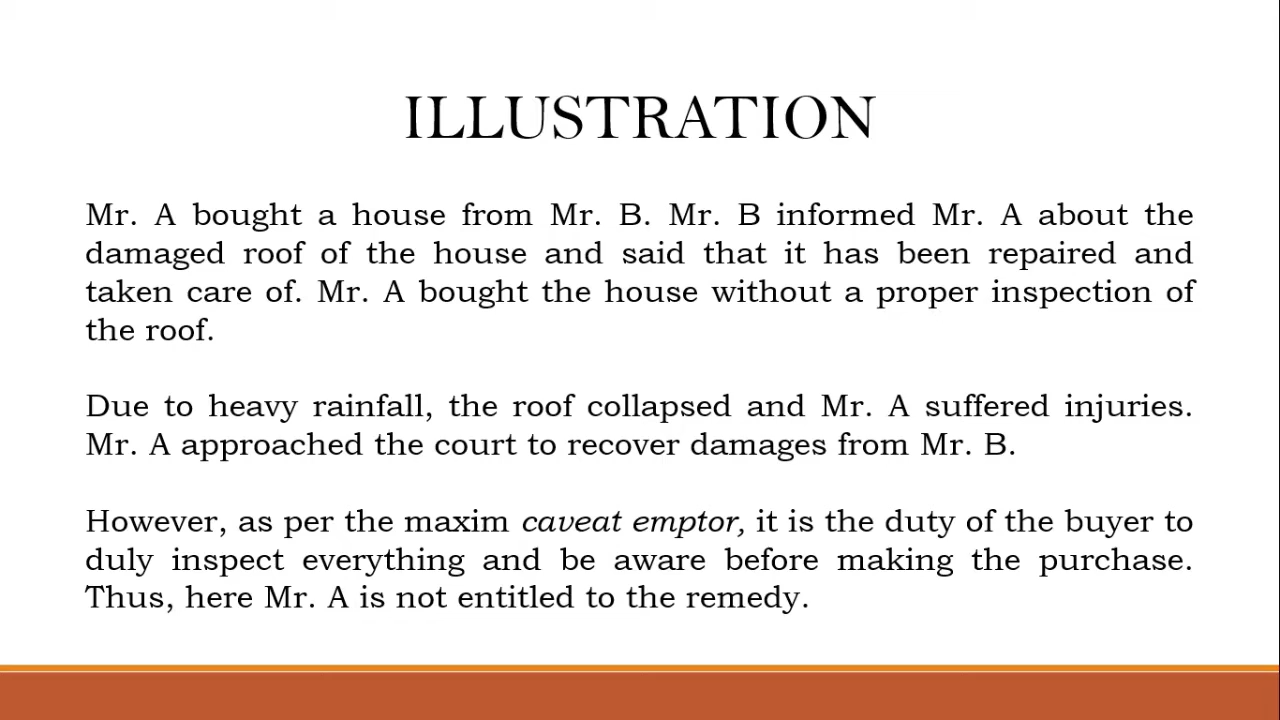 ILLUSTRATION
Mr. A bought a house from Mr. B. Mr. B informed Mr. A about the
damaged roof of the house and said that it has been repaired and
taken care of. Mr. A bought the house without a proper inspection of
the roof.
Due to heavy rainfall, the roof collapsed and Mr. A suffered injuries.
Mr. A approached the court to recover damages from Mr. B.
However, as per the maxim caveat emptor, it is the duty of the buyer to
duly inspect everything and be aware before making the purchase.
Thus, here Mr. A is not entitled to the remedy.